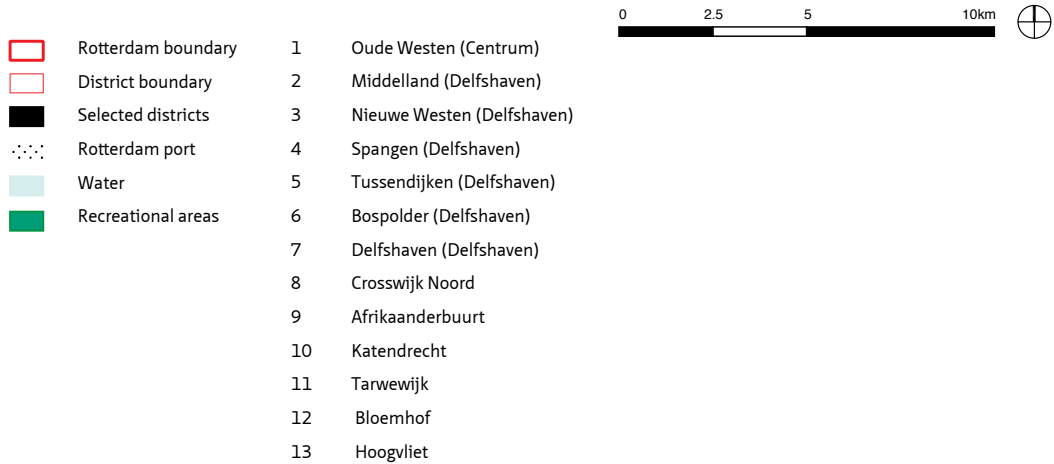 0 2.5 5 10km
Rotterdam boundary
District boundary
Selected districts
Rotterdam port
Water
Recreational areas
1 Oude Westen (Centrum)
2 Middelland (Delfshaven)
3 Nieuwe Westen (Delfshaven)
4 Spangen (Delfshaven)
5 Tussendijken (Delfshaven)
6 Bospolder (Delfshaven)
7 Delfshaven (Delfshaven)
8 Crosswijk Noord
9 Afrikaanderbuurt
10 Katendrecht
11 Tarwewijk
12 Bloemhof
13 Hoogvliet